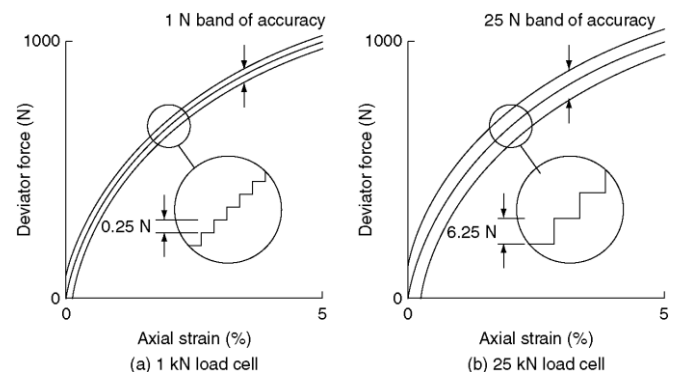 1 N band of accuracy
1000
Deviator force (N)
0.25 N
0
0
5
Axial strain (%)
(a) 1 kN load cell
25 N band of accuracy
1000
Deviator force (N)
6.25 N
0
0
5
Axial strain (%)
(b) 25 kN load cell